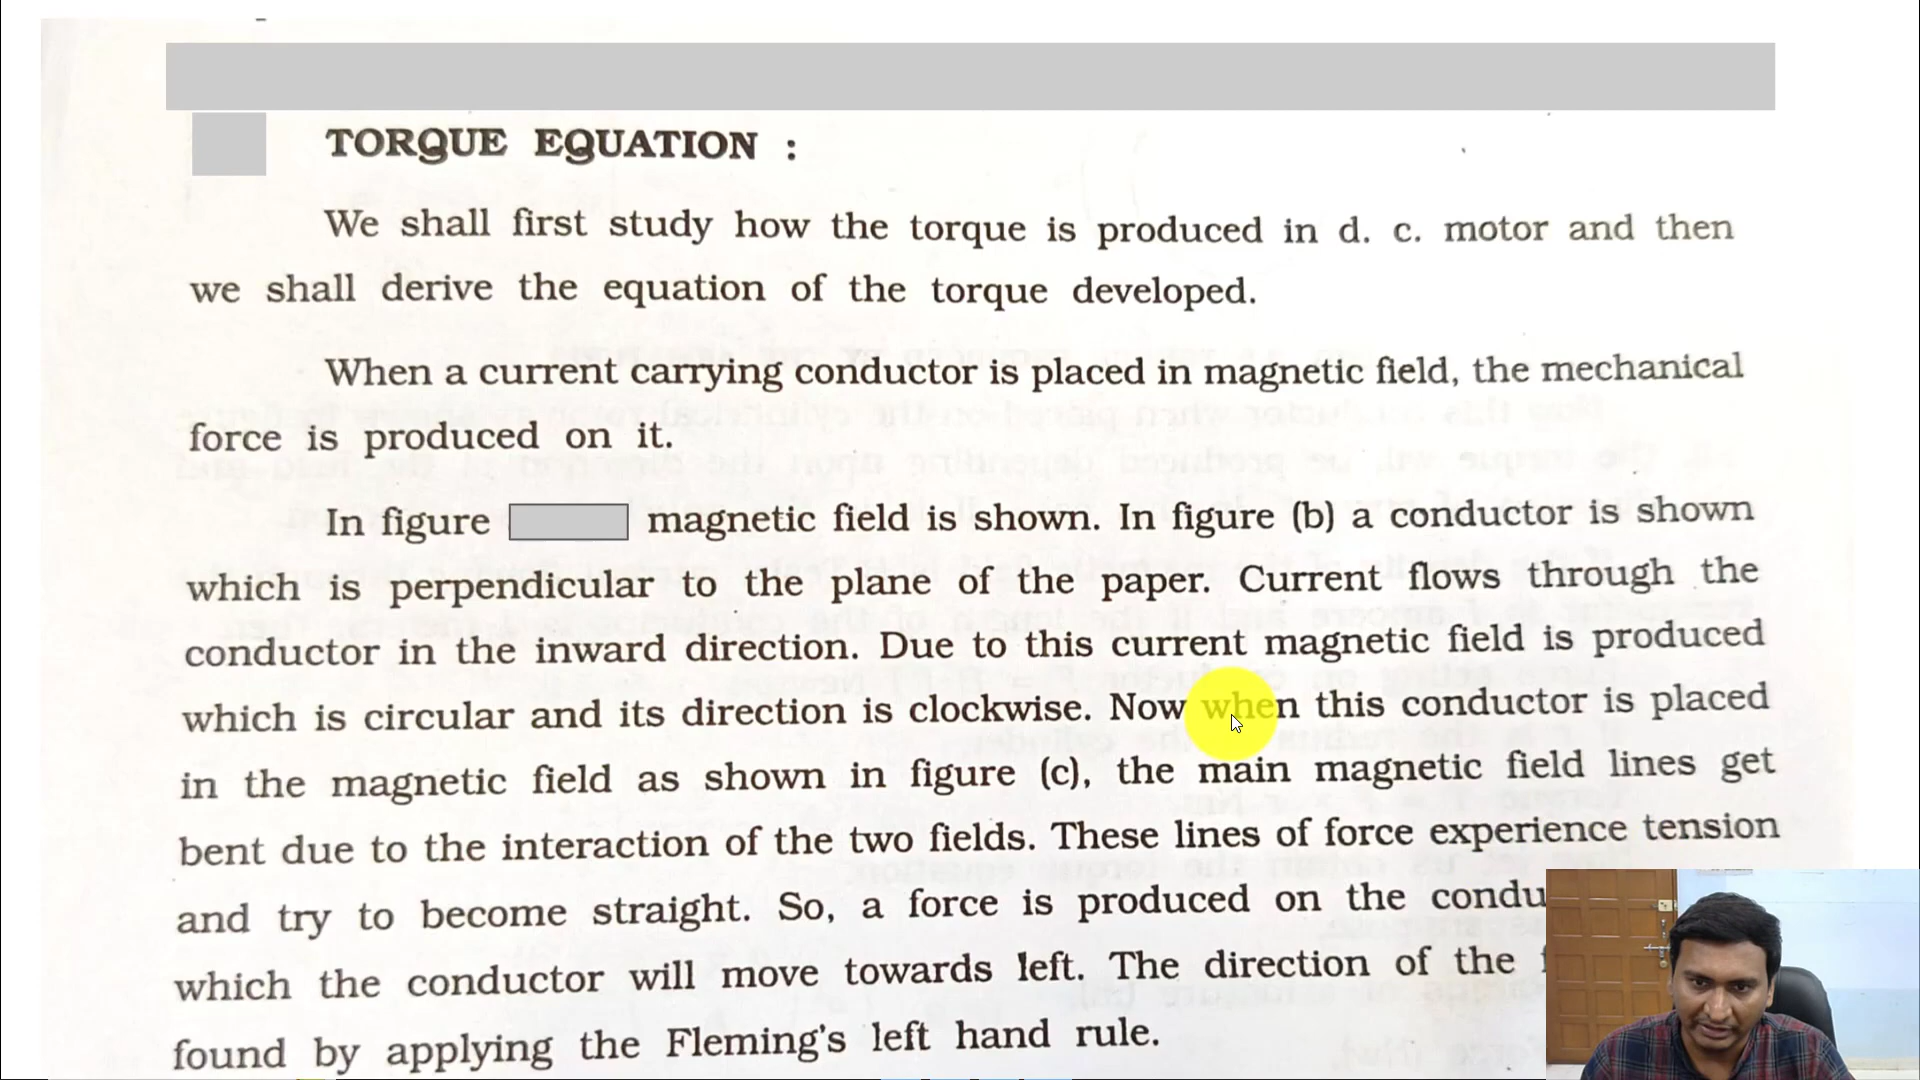 TORQUE EQUATION :
We shall first study how the torque is produced in d. c. motor and then
we shall derive the equation of the torque developed.
When a current carrying conductor is placed in magnetic field, the mechanical
force is produced on it.
In figure magnetic field is shown. In figure (b) a conductor is shown
which is perpendicular to the plane of the paper. Current flows through the
conductor in the inward direction. Due to this current magnetic field is produced
which is circular and its direction is clockwise. Now when this conductor is placed
in the magnetic field as shown in figure (c), the main magnetic field lines get
bent due to the interaction of the two fields. These lines of force experience tension
and try to become straight. So, a force is produced on the condu
which the conductor will move towards left. The direction of the
found by applying the Fleming's left hand rule.